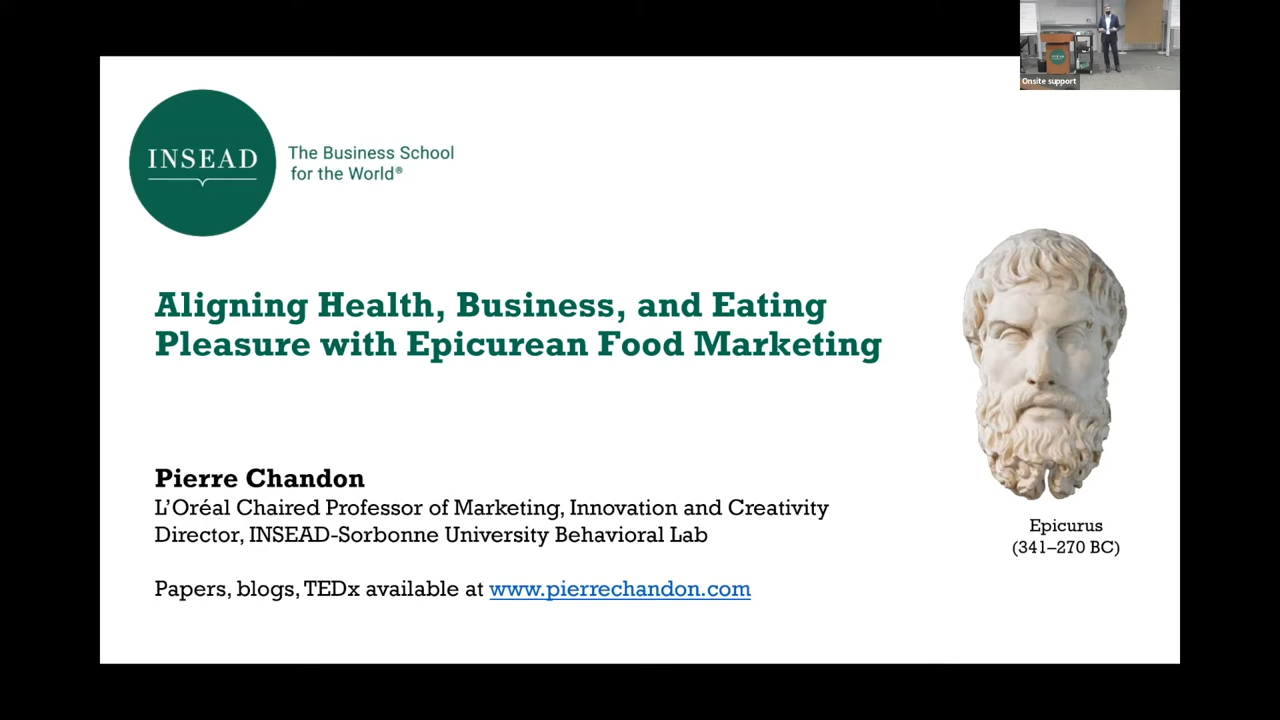 Onsite support
INSEAD
The Business School
for the World®
Aligning Health, Business, and Eating
Pleasure with Epicurean Food Marketing
Pierre Chandon
L'Oréal Chaired Professor of Marketing, Innovation and Creativity
Director, INSEAD-Sorbonne University Behavioral Lab
Papers, blogs, TEDx available at www.pierrechandon.com
Epicurus
(341–270 BC)